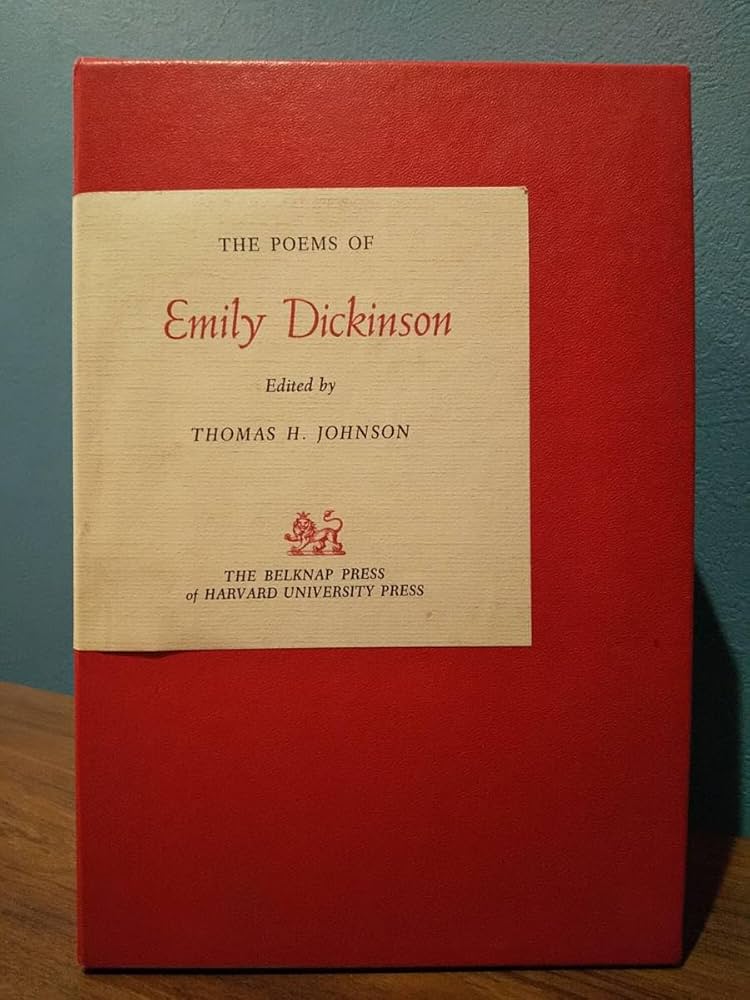 THE POEMS OF
Emily Dickinson
Edited by
THOMAS H. JOHNSON
THE BELKNAP PRESS
of HARVARD UNIVERSITY PRESS